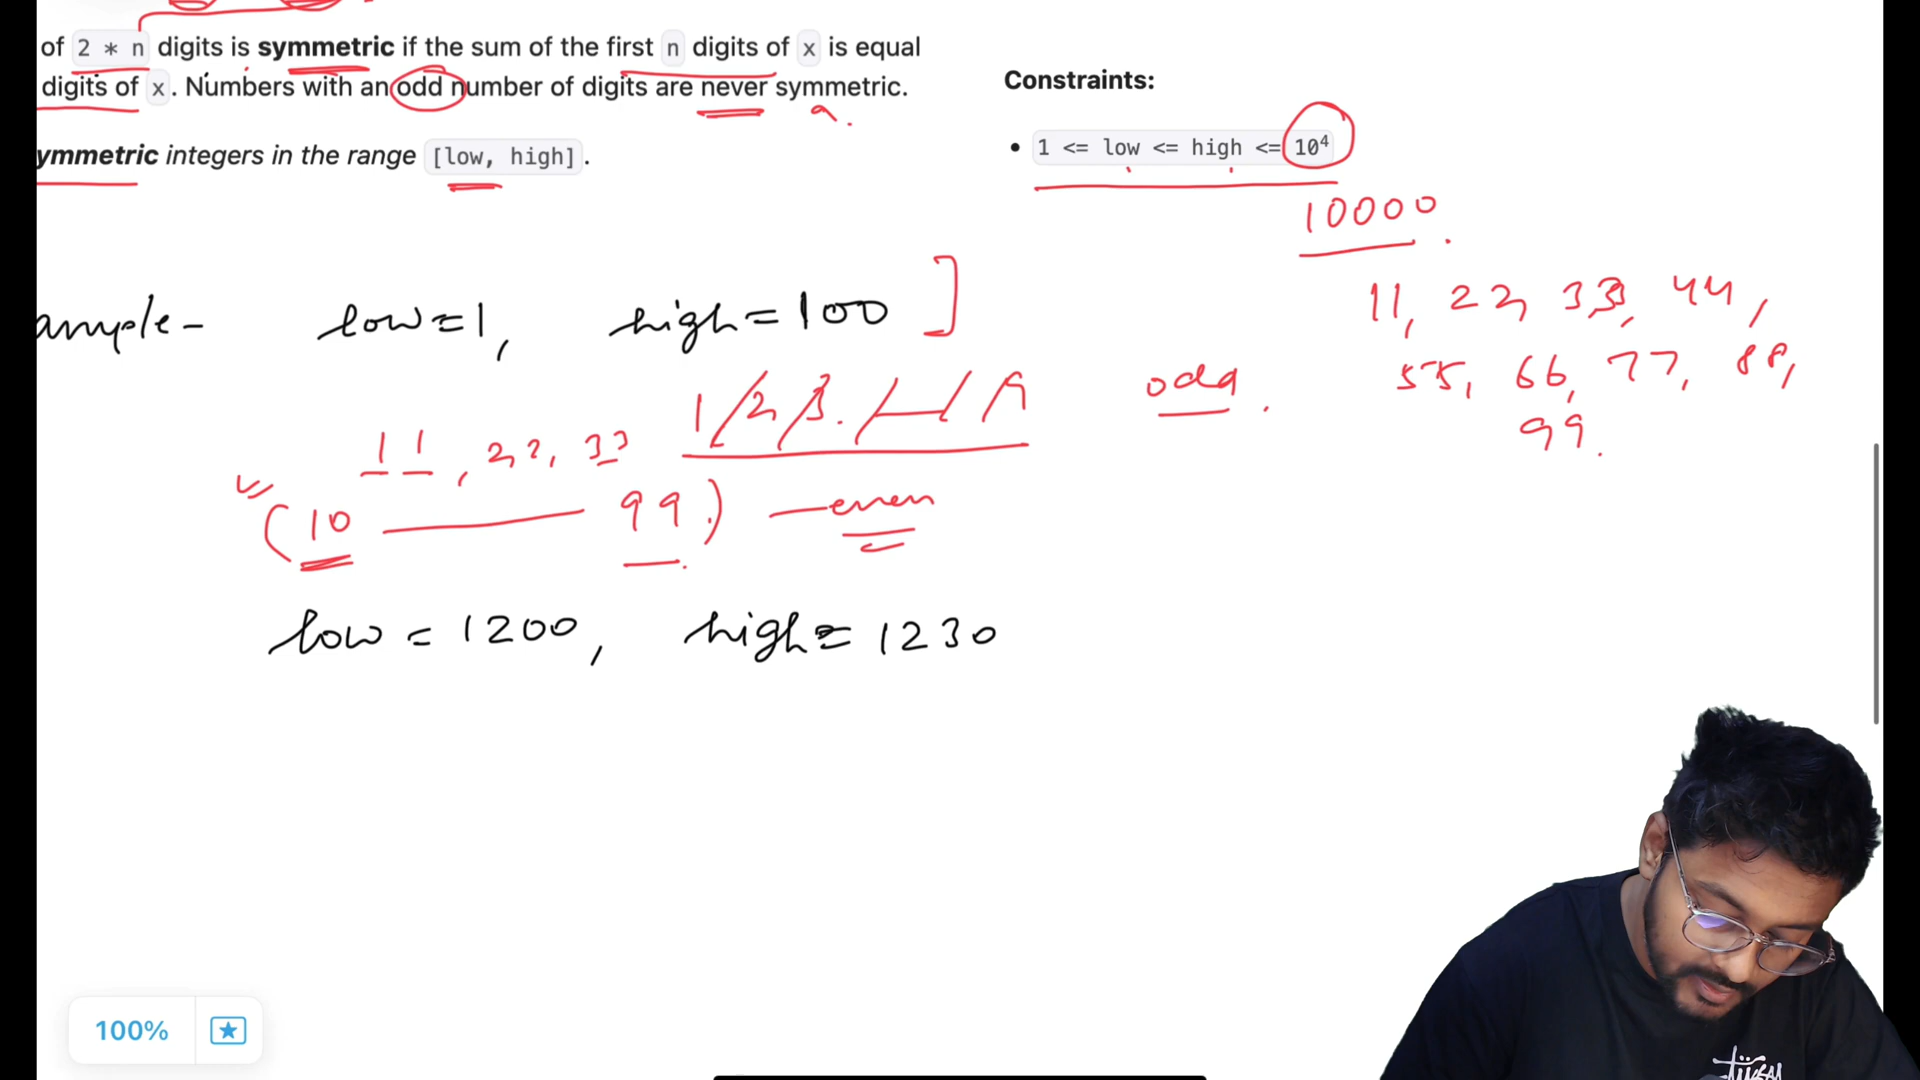 of 2 * n digits is symmetric if the sum of the first n digits of x is equal
digits of x. Numbers with an odd number of digits are never symmetric.
ymmetric integers in the range [low, high].
Constraints:
• 1 <= low <= high <= 10⁴
10000
11, 22, 33, 44,
55, 66, 77, 88,
99.
ample- low=1, high=100 ]
1/2/3. / / 9 odd.
11, 22, 33
(10 99.) even
low = 1200, high= 1230
100%